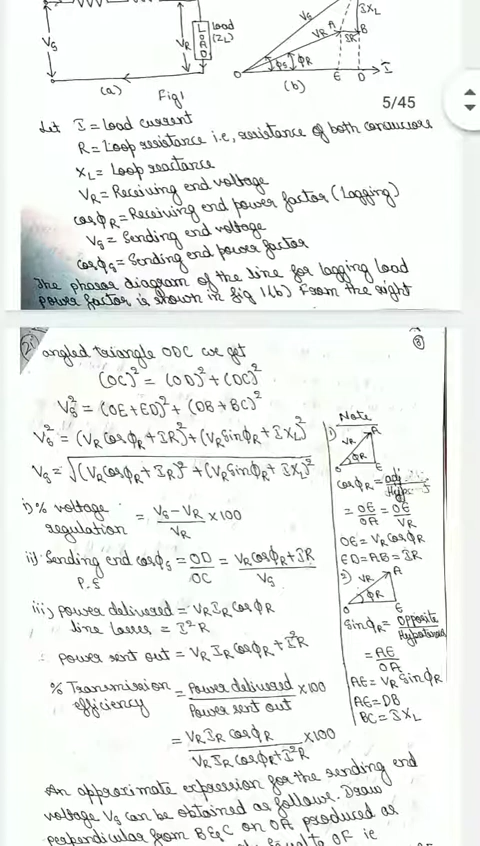 Vs
VR
LOAD
Load
(ZL)
(a)
Fig1
Vs
VR
A
IXL
B
IR
ϕs
ϕR
O
E
D
I
(b)
5/45
Let I = Load current
R = Loop resistance i.e., resistance of both conductors
XL = Loop reactance
VR = Receiving end voltage
cosϕR = Receiving end power factor (Lagging)
Vs = Sending end voltage
cosϕs = Sending end power factor
The phasor diagram of the line for lagging load
power factor is shown in fig 1(b) From the right
angled triangle ODC we get
(OC)² = (OD)² + (DC)²
Vs² = (OE+ED)² + (DB+BC)²
Vs² = (VR cosϕR + IR)² + (VR sinϕR + IXL)²
Vs = √(VR cosϕR + IR)² + (VR sinϕR + IXL)²
i) % voltage regulation = Vs - VR / VR × 100
ii) Sending end P.f cosϕs = OD / OC = VR cosϕR + IR / Vs
iii) power delivered = VR IR cosϕR
line losses = I²R
∴ power sent out = VR IR cosϕR + I²R
% Transmission efficiency = Power delivered / Power sent out × 100
= VR IR cosϕR / VR IR cosϕR + I²R × 100
An approximate expression for the sending end
voltage Vs can be obtained as follows. Draw
perpendicular from B & C on OA produced as
equal to OF ie
Note
1)
A
VR
ϕR
O
E
cosϕR = adj / Hyp
= OE / OA = OE / VR
OE = VR cosϕR
ED = AB = IR
2)
VR
A
ϕR
O
E
sinϕR = Opposite / Hypotenus
= AE / OA
AE = VR sinϕR
AE = DB
BC = IXL